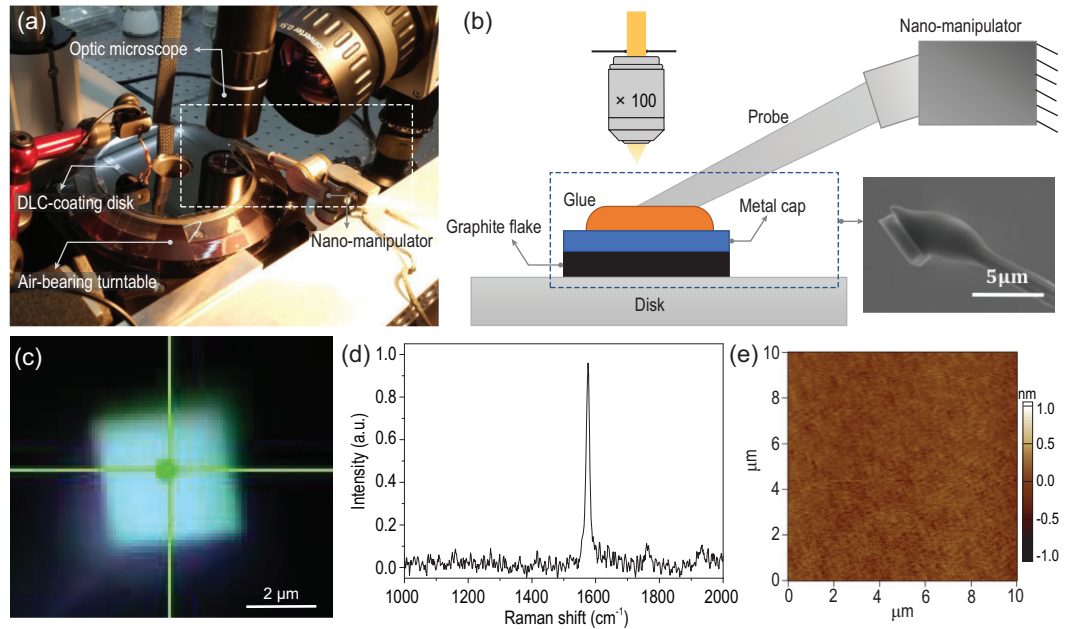 (a)
Optic microscope
Converter 0.5
DLC-coating disk
Nano-manipulator
Air-bearing turntable
(b)
Nano-manipulator
× 100
Probe
Glue
Metal cap
Graphite flake
Disk
5μm
(c)
2 μm
(d)
1.0
0.8
0.6
0.4
0.2
0.0
Intensity (a.u.)
1000 1200 1400 1600 1800 2000
Raman shift (cm⁻¹)
(e)
10
8
6
4
2
0
μm
0 2 4 6 8 10
μm
nm
1.0
0.5
0.0
-0.5
-1.0